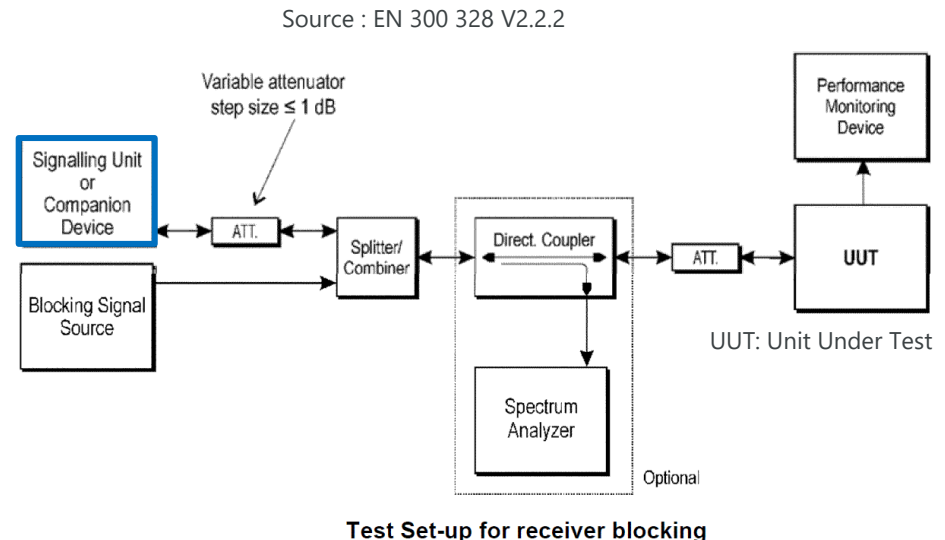 Source : EN 300 328 V2.2.2
Variable attenuator
step size ≤ 1 dB
Performance
Monitoring
Device
Signalling Unit
or
Companion
Device
ATT.
Splitter/
Combiner
Direct. Coupler
ATT.
UUT
Blocking Signal
Source
UUT: Unit Under Test
Spectrum
Analyzer
Optional
Test Set-up for receiver blocking